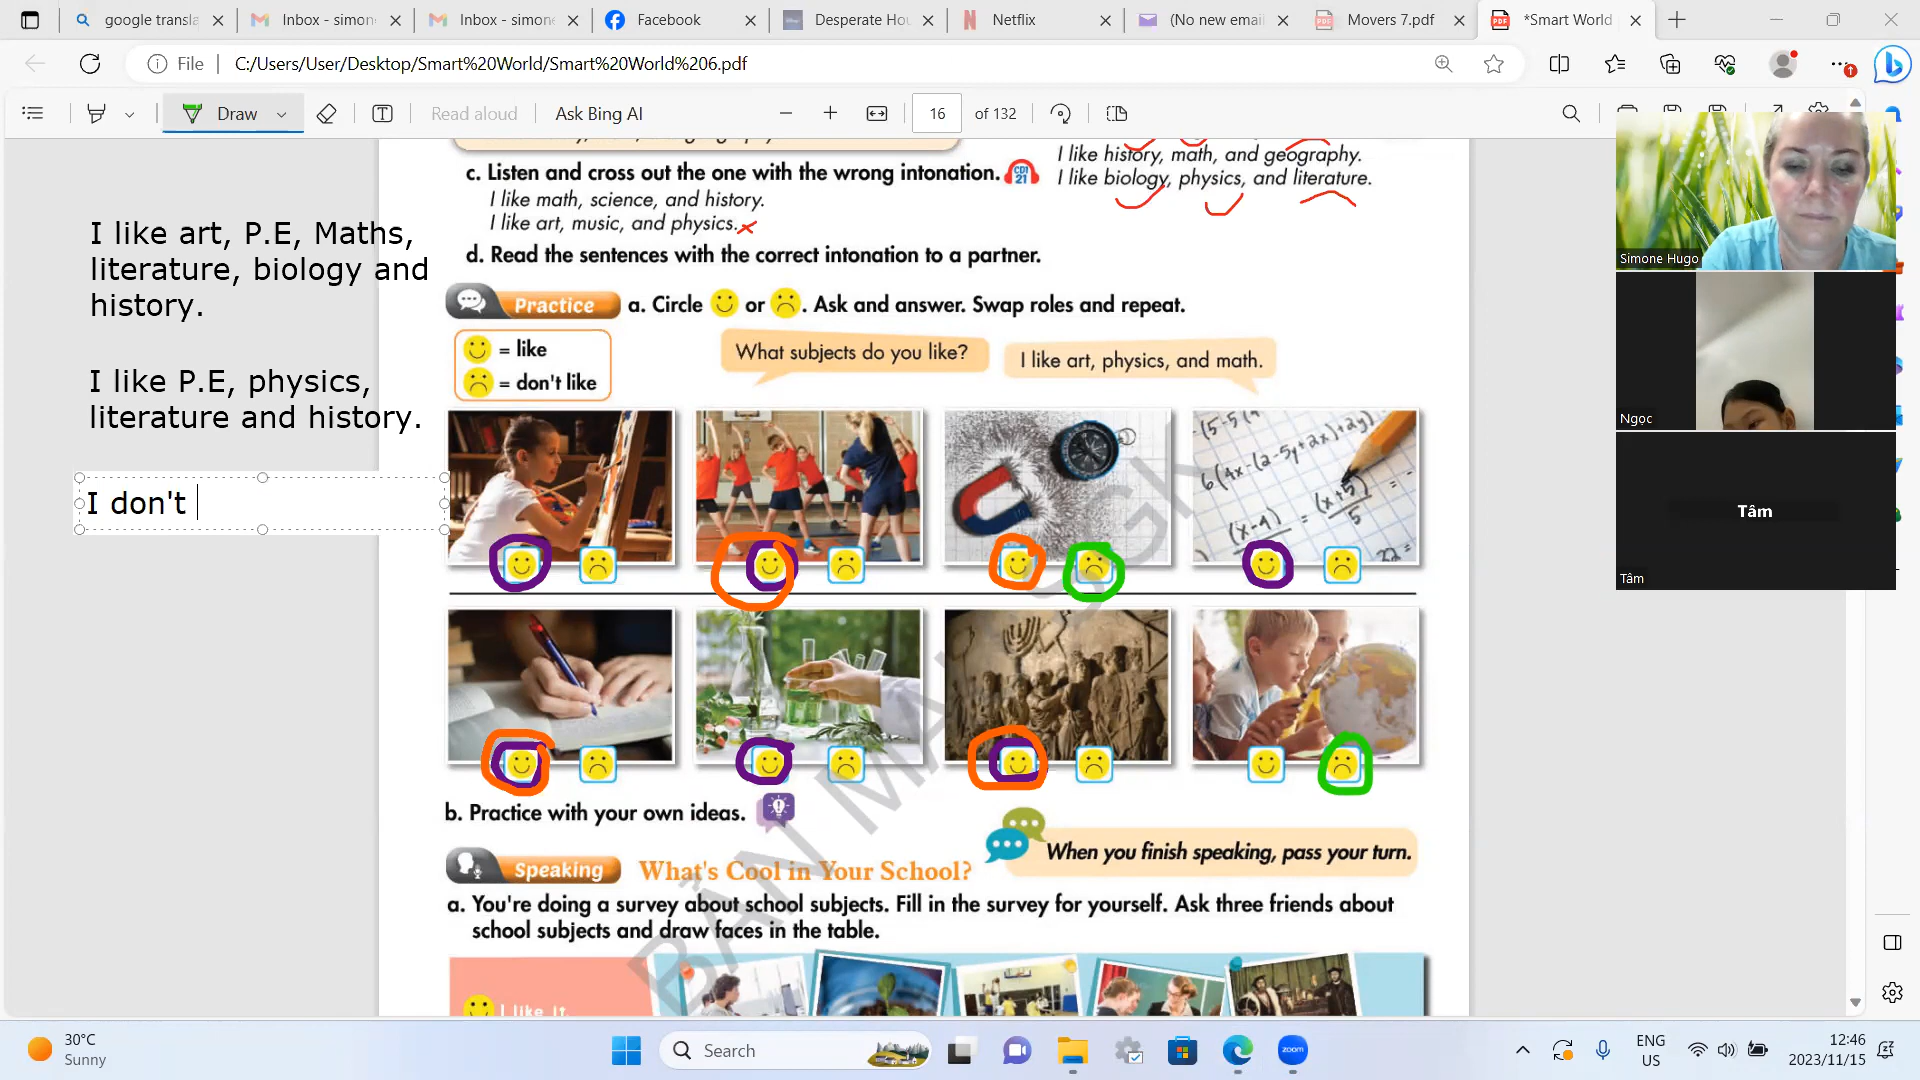 google transla
Inbox - simon
Inbox - simone
Facebook
Desperate Hou
Netflix
(No new emai
Movers 7.pdf
*Smart World
File
C:/Users/User/Desktop/Smart%20World/Smart%20World%206.pdf
Draw
Read aloud
Ask Bing AI
16
of 132
c. Listen and cross out the one with the wrong intonation.
CD1
21
I like math, science, and history.
I like art, music, and physics.
I like history, math, and geography.
I like biology, physics, and literature.
d. Read the sentences with the correct intonation to a partner.
I like art, P.E, Maths,
literature, biology and
history.
I like P.E, physics,
literature and history.
I don't
Practice
a. Circle or . Ask and answer. Swap roles and repeat.
= like
= don't like
What subjects do you like?
I like art, physics, and math.
b. Practice with your own ideas.
When you finish speaking, pass your turn.
Speaking
What's Cool in Your School?
a. You're doing a survey about school subjects. Fill in the survey for yourself. Ask three friends about
school subjects and draw faces in the table.
I like it.
Simone Hugo
Ngọc
Tâm
Tâm
30°C
Sunny
Search
zoom
ENG
US
12:46
2023/11/15